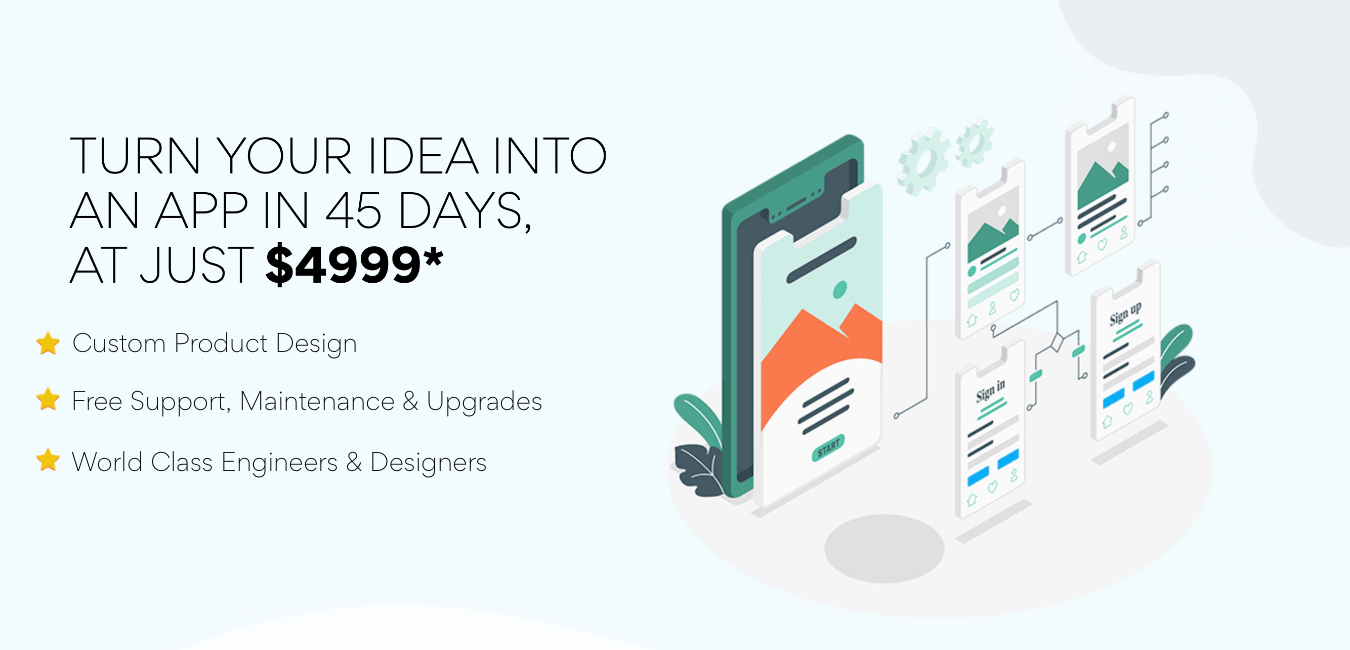 TURN YOUR IDEA INTO
AN APP IN 45 DAYS,
AT JUST $4999*
Custom Product Design
Free Support, Maintenance & Upgrades
World Class Engineers & Designers
START
Sign in
Sign up